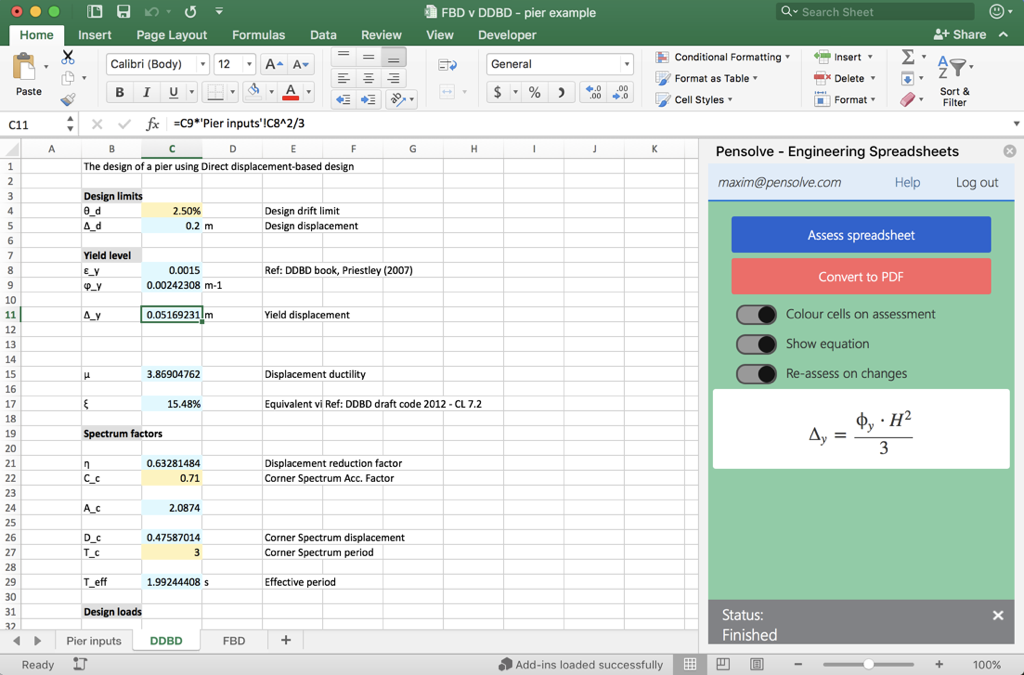 FBD v DDBD - pier example
Search Sheet
Home Insert Page Layout Formulas Data Review View Developer
Share
Paste
Calibri (Body) 12 A A
B I U A
General
$ % ,
.00
.0
Conditional Formatting
Format as Table
Cell Styles
Insert
Delete
Format
Sort &
Filter
C11 fx =C9*'Pier inputs'!C8^2/3
A B C D E F G H I J K
1 The design of a pier using Direct displacement-based design
2
3 Design limits
4 θ_d 2.50% Design drift limit
5 Δ_d 0.2 m Design displacement
6
7 Yield level
8 ε_y 0.0015 Ref: DDBD book, Priestley (2007)
9 φ_y 0.00242308 m-1
10
11 Δ_y 0.05169231 m Yield displacement
12
13
14
15 μ 3.86904762 Displacement ductility
16
17 ξ 15.48% Equivalent vi Ref: DDBD draft code 2012 - CL 7.2
18
19 Spectrum factors
20
21 η 0.63281484 Displacement reduction factor
22 C_c 0.71 Corner Spectrum Acc. Factor
23
24 A_c 2.0874
25
26 D_c 0.47587014 Corner Spectrum displacement
27 T_c 3 Corner Spectrum period
28
29 T_eff 1.99244408 s Effective period
30
31 Design loads
32
Pensolve - Engineering Spreadsheets
maxim@pensolve.com Help Log out
Assess spreadsheet
Convert to PDF
Colour cells on assessment
Show equation
Re-assess on changes
Δ_y = ϕ_y · H² / 3
Status:
Finished
Pier inputs DDBD FBD +
Ready Add-ins loaded successfully 100%